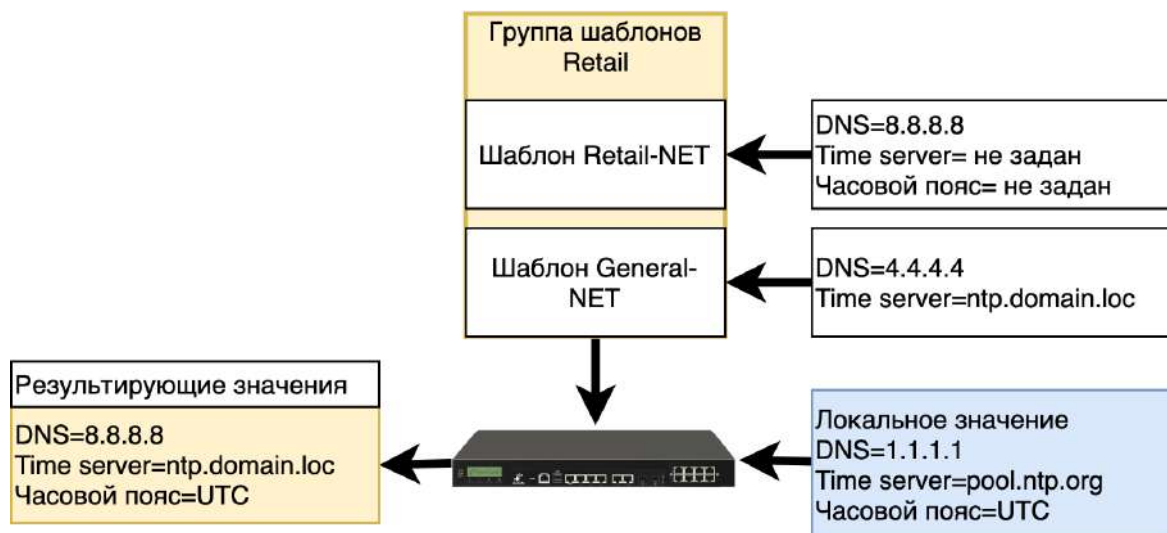 Группа шаблонов
Retail
Шаблон Retail-NET
DNS=8.8.8.8
Time server= не задан
Часовой пояс= не задан
Шаблон General-
NET
DNS=4.4.4.4
Time server=ntp.domain.loc
Результирующие значения
DNS=8.8.8.8
Time server=ntp.domain.loc
Часовой пояс=UTC
Локальное значение
DNS=1.1.1.1
Time server=pool.ntp.org
Часовой пояс=UTC